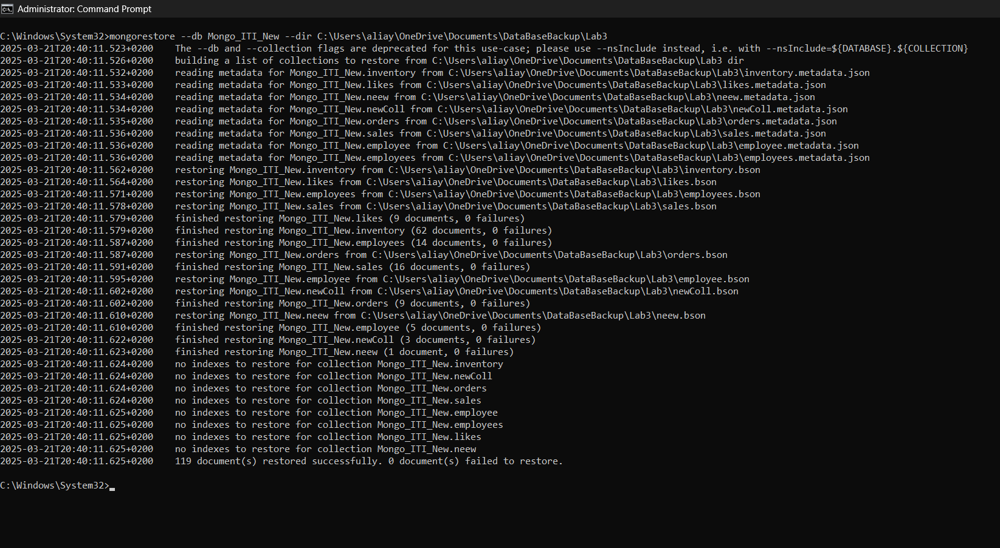 Administrator: Command Prompt
C:\Windows\System32>mongorestore --db Mongo_ITI_New --dir C:\Users\aliay\OneDrive\Documents\DataBaseBackup\Lab3
2025-03-21T20:40:11.523+0200    The --db and --collection flags are deprecated for this use-case; please use --nsInclude instead, i.e. with --nsInclude=${DATABASE}.${COLLECTION}
2025-03-21T20:40:11.526+0200    building a list of collections to restore from C:\Users\aliay\OneDrive\Documents\DataBaseBackup\Lab3 dir
2025-03-21T20:40:11.532+0200    reading metadata for Mongo_ITI_New.inventory from C:\Users\aliay\OneDrive\Documents\DataBaseBackup\Lab3\inventory.metadata.json
2025-03-21T20:40:11.533+0200    reading metadata for Mongo_ITI_New.likes from C:\Users\aliay\OneDrive\Documents\DataBaseBackup\Lab3\likes.metadata.json
2025-03-21T20:40:11.534+0200    reading metadata for Mongo_ITI_New.neew from C:\Users\aliay\OneDrive\Documents\DataBaseBackup\Lab3\neew.metadata.json
2025-03-21T20:40:11.534+0200    reading metadata for Mongo_ITI_New.newColl from C:\Users\aliay\OneDrive\Documents\DataBaseBackup\Lab3\newColl.metadata.json
2025-03-21T20:40:11.535+0200    reading metadata for Mongo_ITI_New.orders from C:\Users\aliay\OneDrive\Documents\DataBaseBackup\Lab3\orders.metadata.json
2025-03-21T20:40:11.536+0200    reading metadata for Mongo_ITI_New.sales from C:\Users\aliay\OneDrive\Documents\DataBaseBackup\Lab3\sales.metadata.json
2025-03-21T20:40:11.536+0200    reading metadata for Mongo_ITI_New.employee from C:\Users\aliay\OneDrive\Documents\DataBaseBackup\Lab3\employee.metadata.json
2025-03-21T20:40:11.536+0200    reading metadata for Mongo_ITI_New.employees from C:\Users\aliay\OneDrive\Documents\DataBaseBackup\Lab3\employees.metadata.json
2025-03-21T20:40:11.562+0200    restoring Mongo_ITI_New.inventory from C:\Users\aliay\OneDrive\Documents\DataBaseBackup\Lab3\inventory.bson
2025-03-21T20:40:11.564+0200    restoring Mongo_ITI_New.likes from C:\Users\aliay\OneDrive\Documents\DataBaseBackup\Lab3\likes.bson
2025-03-21T20:40:11.571+0200    restoring Mongo_ITI_New.employees from C:\Users\aliay\OneDrive\Documents\DataBaseBackup\Lab3\employees.bson
2025-03-21T20:40:11.578+0200    restoring Mongo_ITI_New.sales from C:\Users\aliay\OneDrive\Documents\DataBaseBackup\Lab3\sales.bson
2025-03-21T20:40:11.579+0200    finished restoring Mongo_ITI_New.likes (9 documents, 0 failures)
2025-03-21T20:40:11.579+0200    finished restoring Mongo_ITI_New.inventory (62 documents, 0 failures)
2025-03-21T20:40:11.587+0200    finished restoring Mongo_ITI_New.employees (14 documents, 0 failures)
2025-03-21T20:40:11.587+0200    restoring Mongo_ITI_New.orders from C:\Users\aliay\OneDrive\Documents\DataBaseBackup\Lab3\orders.bson
2025-03-21T20:40:11.591+0200    finished restoring Mongo_ITI_New.sales (16 documents, 0 failures)
2025-03-21T20:40:11.595+0200    restoring Mongo_ITI_New.employee from C:\Users\aliay\OneDrive\Documents\DataBaseBackup\Lab3\employee.bson
2025-03-21T20:40:11.602+0200    restoring Mongo_ITI_New.newColl from C:\Users\aliay\OneDrive\Documents\DataBaseBackup\Lab3\newColl.bson
2025-03-21T20:40:11.602+0200    finished restoring Mongo_ITI_New.orders (9 documents, 0 failures)
2025-03-21T20:40:11.610+0200    restoring Mongo_ITI_New.neew from C:\Users\aliay\OneDrive\Documents\DataBaseBackup\Lab3\neew.bson
2025-03-21T20:40:11.610+0200    finished restoring Mongo_ITI_New.employee (5 documents, 0 failures)
2025-03-21T20:40:11.622+0200    finished restoring Mongo_ITI_New.newColl (3 documents, 0 failures)
2025-03-21T20:40:11.623+0200    finished restoring Mongo_ITI_New.neew (1 document, 0 failures)
2025-03-21T20:40:11.624+0200    no indexes to restore for collection Mongo_ITI_New.inventory
2025-03-21T20:40:11.624+0200    no indexes to restore for collection Mongo_ITI_New.newColl
2025-03-21T20:40:11.624+0200    no indexes to restore for collection Mongo_ITI_New.orders
2025-03-21T20:40:11.624+0200    no indexes to restore for collection Mongo_ITI_New.sales
2025-03-21T20:40:11.625+0200    no indexes to restore for collection Mongo_ITI_New.employee
2025-03-21T20:40:11.625+0200    no indexes to restore for collection Mongo_ITI_New.employees
2025-03-21T20:40:11.625+0200    no indexes to restore for collection Mongo_ITI_New.likes
2025-03-21T20:40:11.625+0200    no indexes to restore for collection Mongo_ITI_New.neew
2025-03-21T20:40:11.625+0200    119 document(s) restored successfully. 0 document(s) failed to restore.
C:\Windows\System32>